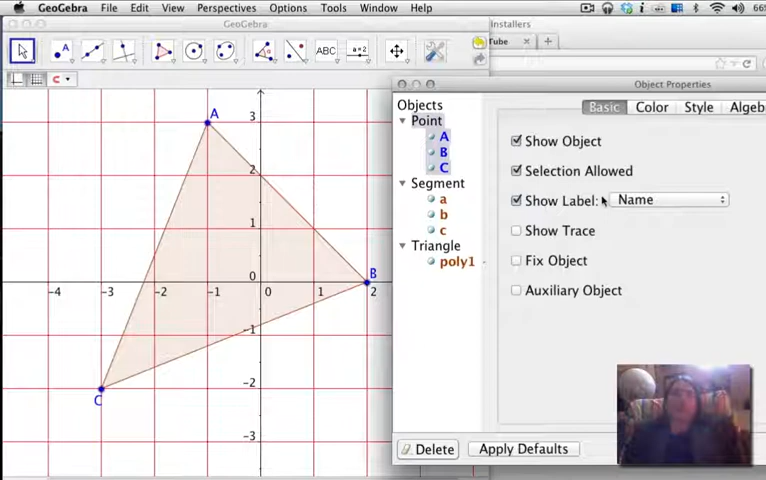 GeoGebra File Edit View Perspectives Options Tools Window Help
GeoGebra
Installers
Tube
A
ABC
a=2
Object Properties
Objects
Point
A
B
C
Segment
a
b
c
Triangle
poly1
Basic Color Style Algeb
Show Object
Selection Allowed
Show Label: Name
Show Trace
Fix Object
Auxiliary Object
Delete Apply Defaults
A
B
C
3
2
1
0
-1
-2
-3
-4 -3 -2 -1 0 1 2